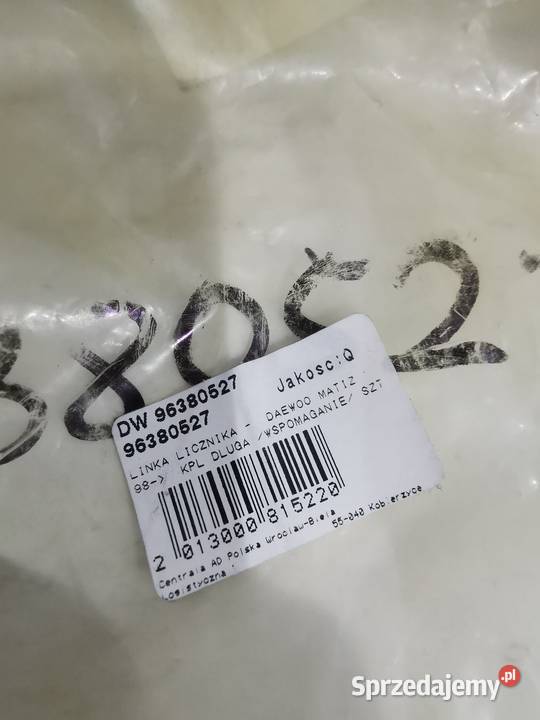 38052
DW 96380527
96380527 Jakosc:Q
LINKA LICZNIKA - DAEWOO MATIZ
98-> KPL DLUGA /WSPOMAGANIE/ SZT
2 013000 815220
Centrala AD Polska Wroclaw-Biela
Logistyczna 55-040 Kobierzyce
Sprzedajemy.pl